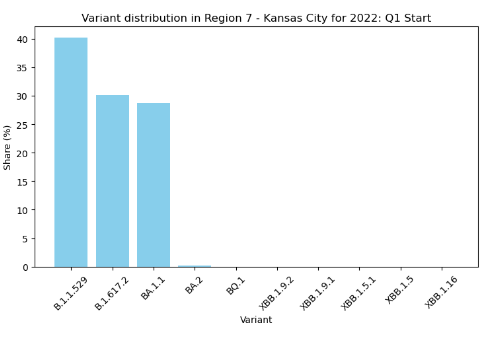 Variant distribution in Region 7 - Kansas City for 2022: Q1 Start
Share (%)
40
35
30
25
20
15
10
5
0
B.1.1.529
B.1.617.2
BA.1.1
BA.2
BQ.1
XBB.1.9.2
XBB.1.9.1
XBB.1.5.1
XBB.1.5
XBB.1.16
Variant